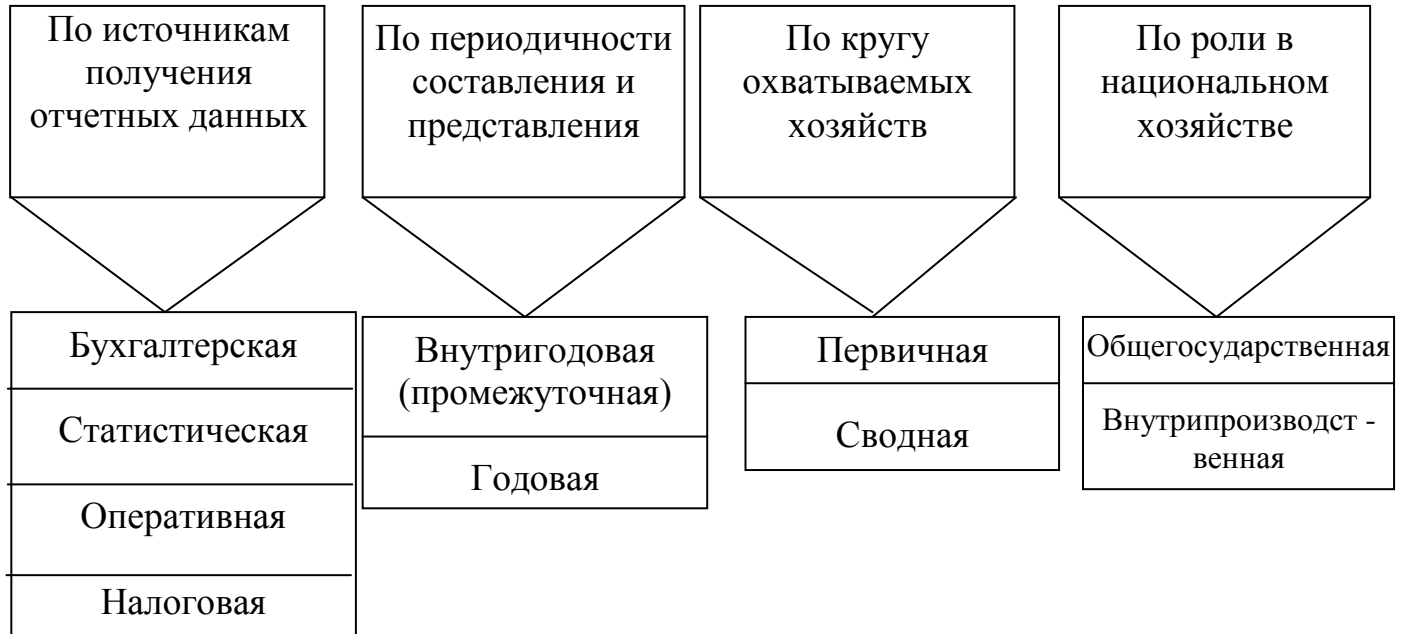 По источникам
получения
отчетных данных
По периодичности
составления и
представления
По кругу
охватываемых
хозяйств
По роли в
национальном
хозяйстве
Бухгалтерская
Статистическая
Оперативная
Налоговая
Внутригодовая
(промежуточная)
Годовая
Первичная
Сводная
Общегосударственная
Внутрипроизводст -
венная